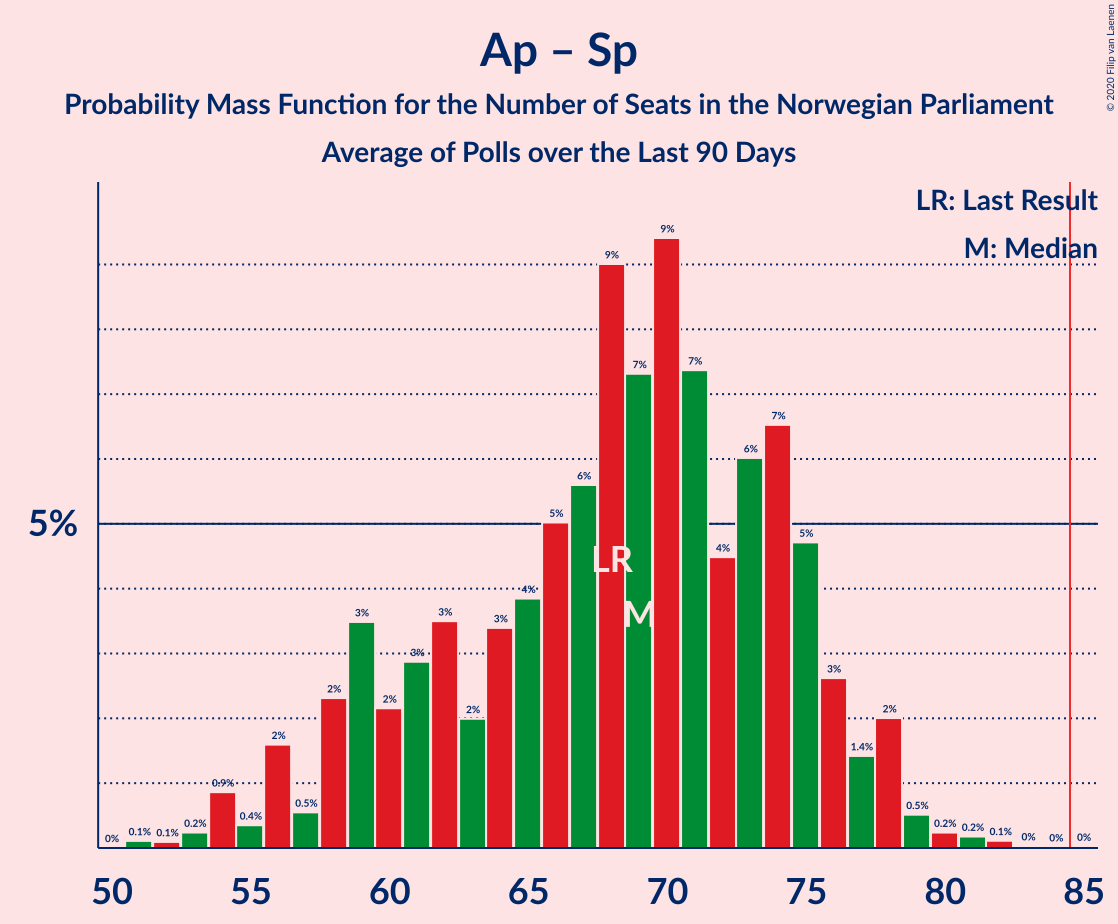 Ap – Sp
Probability Mass Function for the Number of Seats in the Norwegian Parliament
Average of Polls over the Last 90 Days
© 2020 Filip van Laenen
LR: Last Result
M: Median
5%
0% 0.1% 0.1% 0.2% 0.9% 0.4% 2% 0.5% 2% 3% 2% 3% 3% 2% 3% 4% 5% 6% 9% 7% 9% 7% 4% 6% 7% 5% 3% 1.4% 2% 0.5% 0.2% 0.2% 0.1% 0% 0% 0%
LR
M
50 55 60 65 70 75 80 85